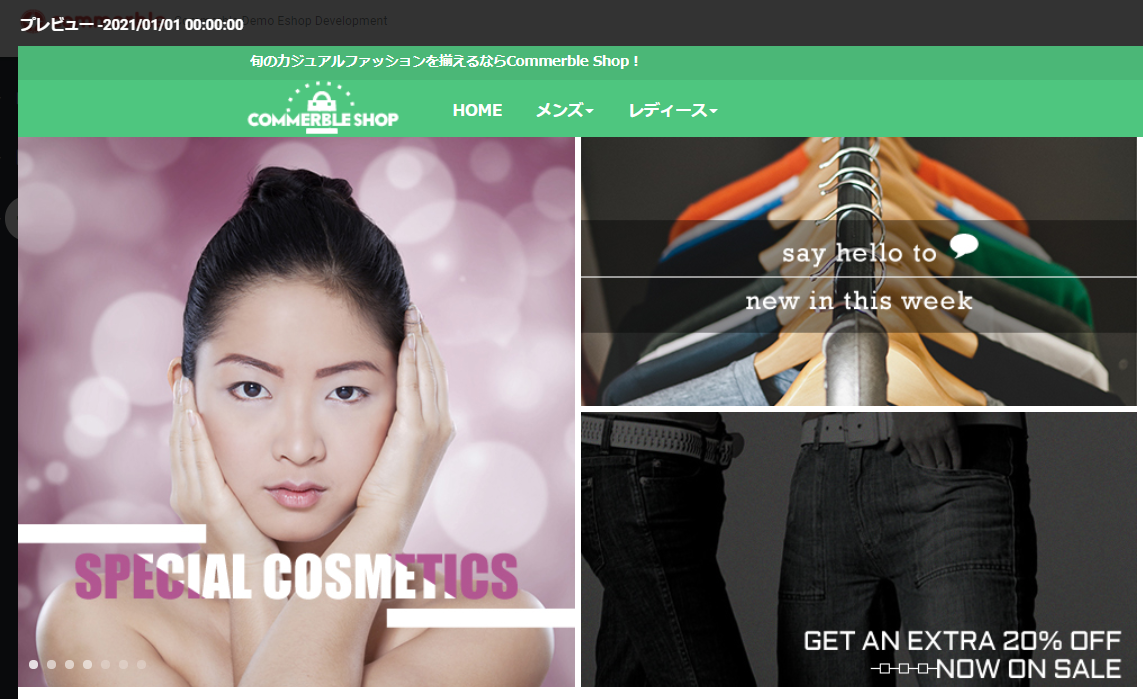 プレビュー -2021/01/01 00:00:00
Demo Eshop Development
旬のカジュアルファッションを揃えるならCommerble Shop！
COMMERBLE SHOP
HOME
メンズ
レディース
say hello to
new in this week
SPECIAL COSMETICS
GET AN EXTRA 20% OFF
NOW ON SALE